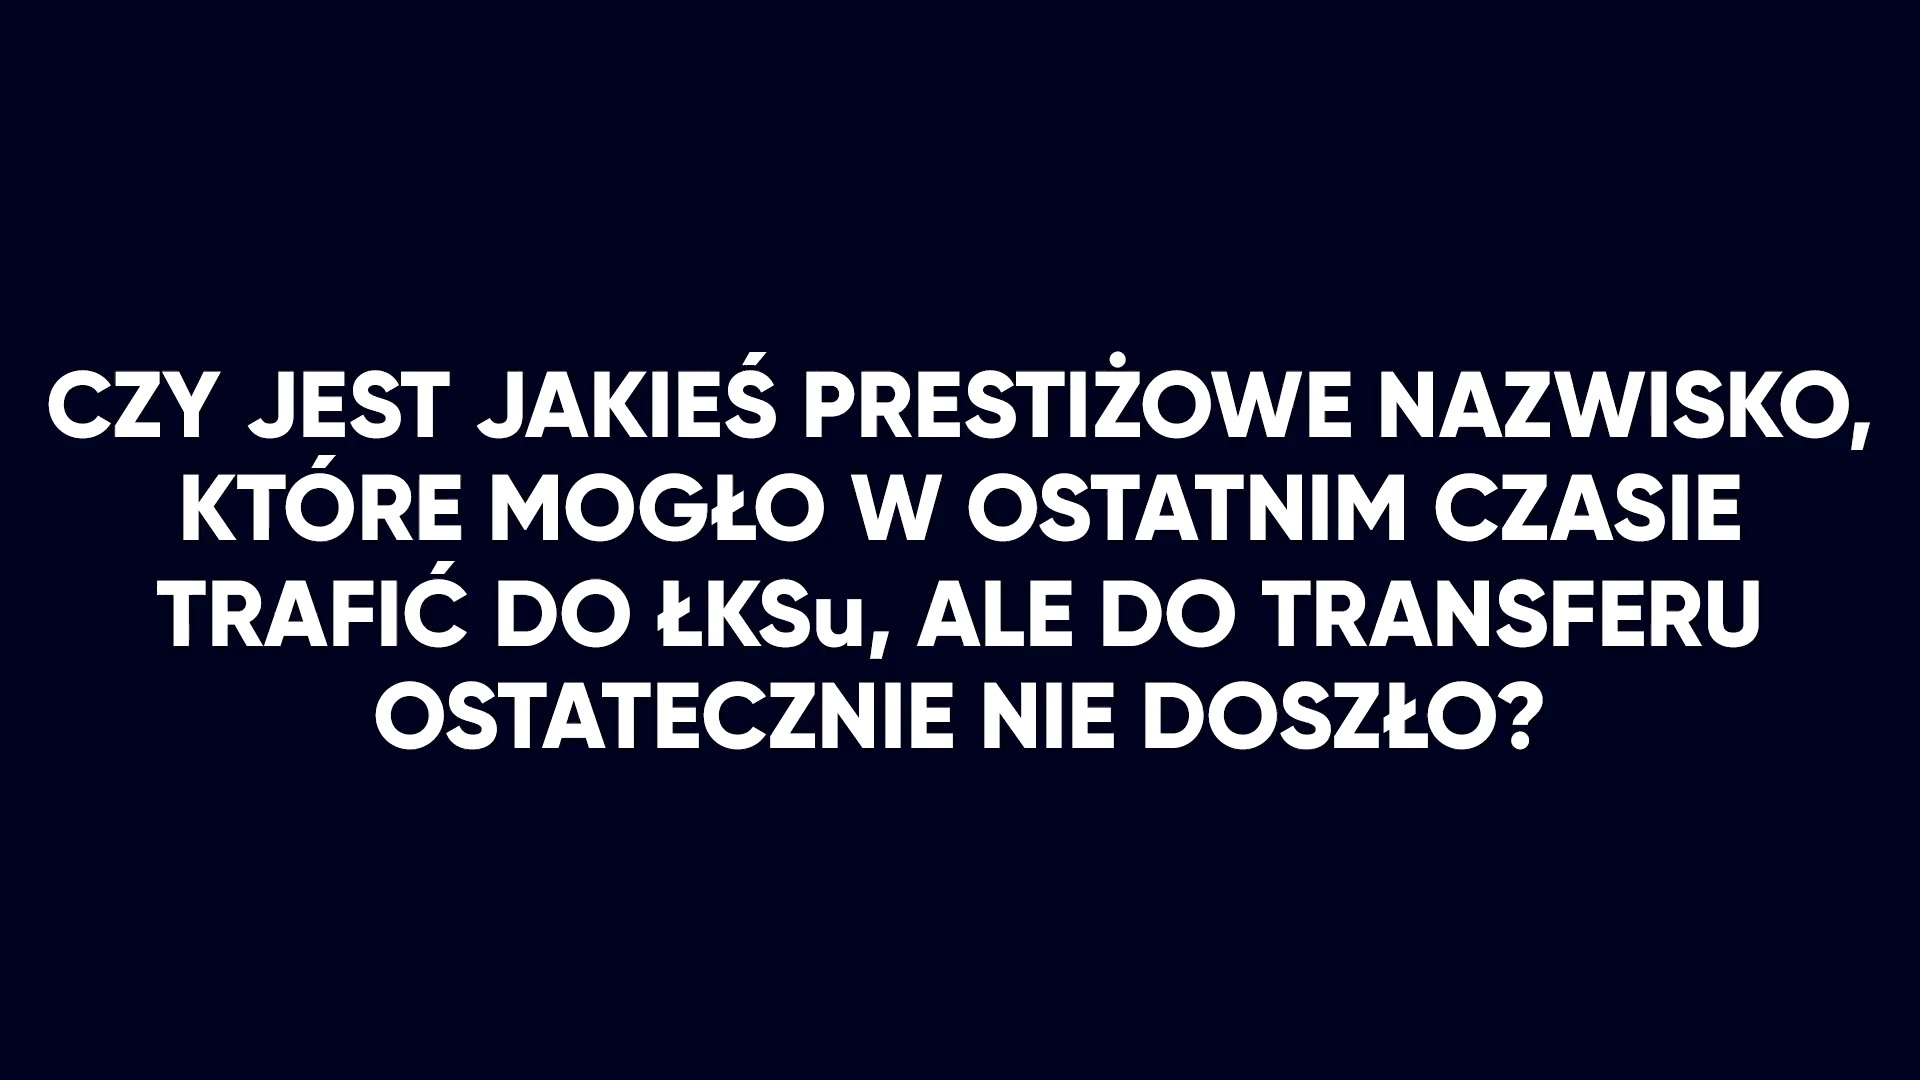 CZY JEST JAKIEŚ PRESTIŻOWE NAZWISKO,
KTÓRE MOGŁO W OSTATNIM CZASIE
TRAFIĆ DO ŁKSu, ALE DO TRANSFERU
OSTATECZNIE NIE DOSZŁO?